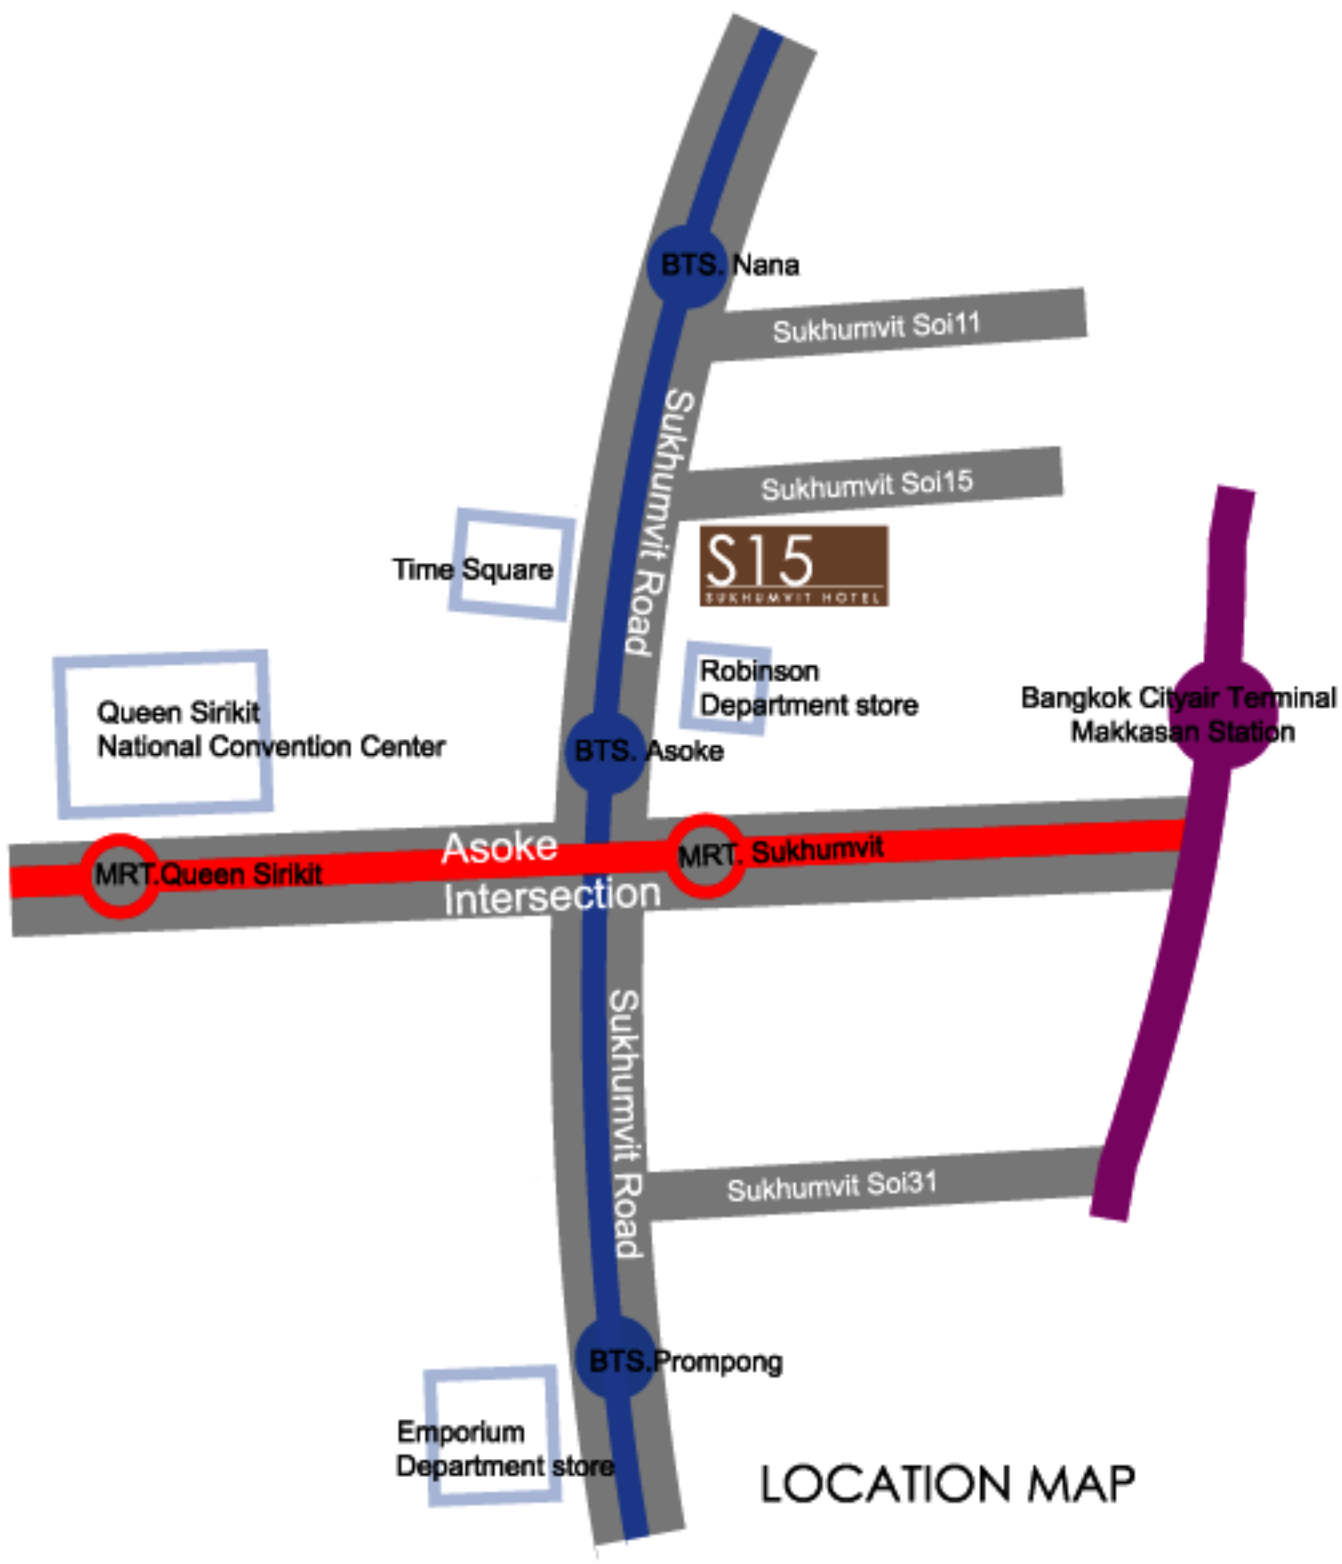 BTS. Nana
Sukhumvit Soi11
Sukhumvit Road
Sukhumvit Soi15
Time Square
S15
SUKHUMVIT HOTEL
Robinson
Department store
Queen Sirikit
National Convention Center
Bangkok Cityair Terminal
Makkasan Station
BTS. Asoke
Asoke
Intersection
MRT. Sukhumvit
MRT.Queen Sirikit
Sukhumvit Road
Sukhumvit Soi31
BTS.Prompong
Emporium
Department store
LOCATION MAP